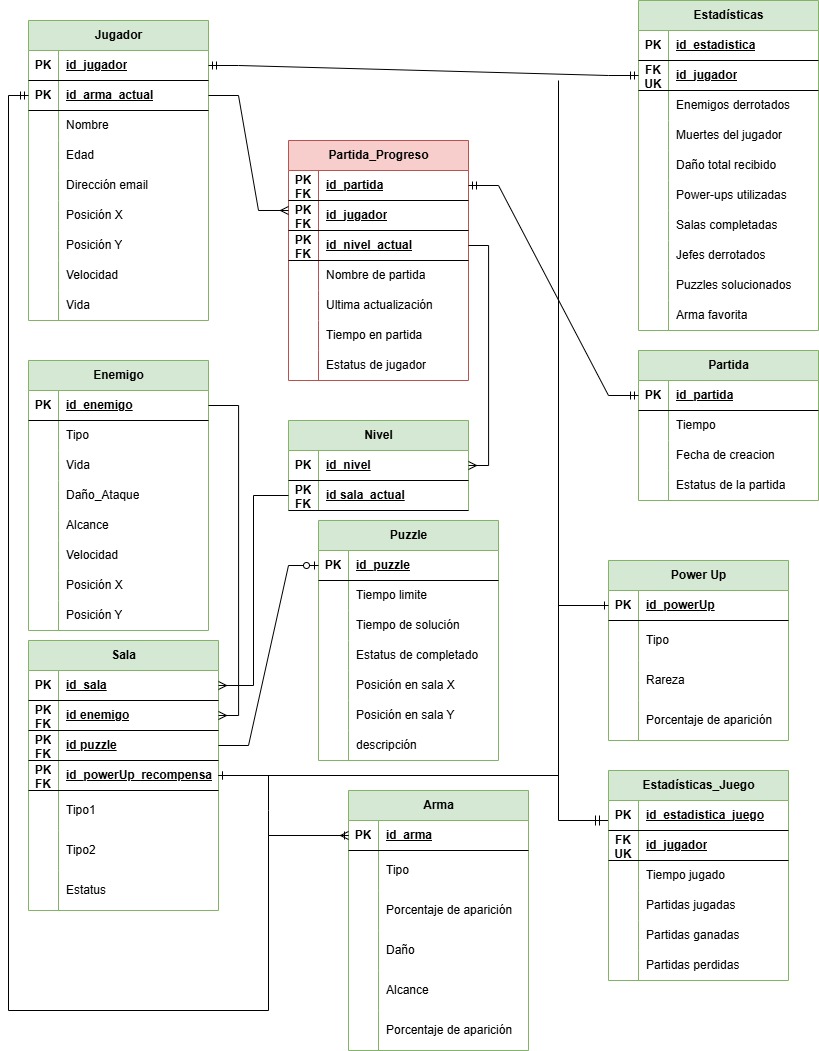 Jugador
PK id_jugador
PK id_arma_actual
Nombre
Edad
Dirección email
Posición X
Posición Y
Velocidad
Vida
Estadísticas
PK id_estadistica
FK
UK id_jugador
Enemigos derrotados
Muertes del jugador
Daño total recibido
Power-ups utilizadas
Salas completadas
Jefes derrotados
Puzzles solucionados
Arma favorita
Partida_Progreso
PK
FK id_partida
PK
FK id_jugador
PK
FK id_nivel_actual
Nombre de partida
Ultima actualización
Tiempo en partida
Estatus de jugador
Enemigo
PK id_enemigo
Tipo
Vida
Daño_Ataque
Alcance
Velocidad
Posición X
Posición Y
Partida
PK id_partida
Tiempo
Fecha de creacion
Estatus de la partida
Nivel
PK id_nivel
PK
FK id sala_actual
Puzzle
PK id_puzzle
Tiempo limite
Tiempo de solución
Estatus de completado
Posición en sala X
Posición en sala Y
descripción
Power Up
PK id_powerUp
Tipo
Rareza
Porcentaje de aparición
Sala
PK id_sala
PK
FK id enemigo
PK
FK id puzzle
PK
FK id_powerUp_recompensa
Tipo1
Tipo2
Estatus
Arma
PK id_arma
Tipo
Porcentaje de aparición
Daño
Alcance
Porcentaje de aparición
Estadísticas_Juego
PK id_estadistica_juego
FK
UK id_jugador
Tiempo jugado
Partidas jugadas
Partidas ganadas
Partidas perdidas